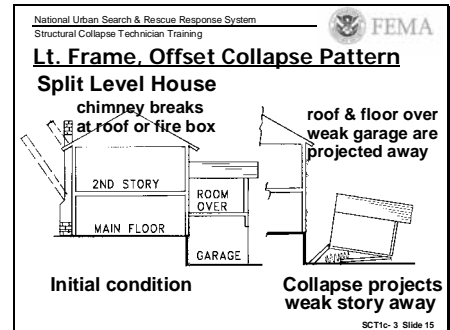 National Urban Search & Rescue Response System
Structural Collapse Technician Training
FEMA
Lt. Frame, Offset Collapse Pattern
Split Level House
chimney breaks
at roof or fire box
roof & floor over
weak garage are
projected away
2ND STORY
ROOM
OVER
MAIN FLOOR
GARAGE
Initial condition
Collapse projects
weak story away
SCT1c- 3 Slide 15